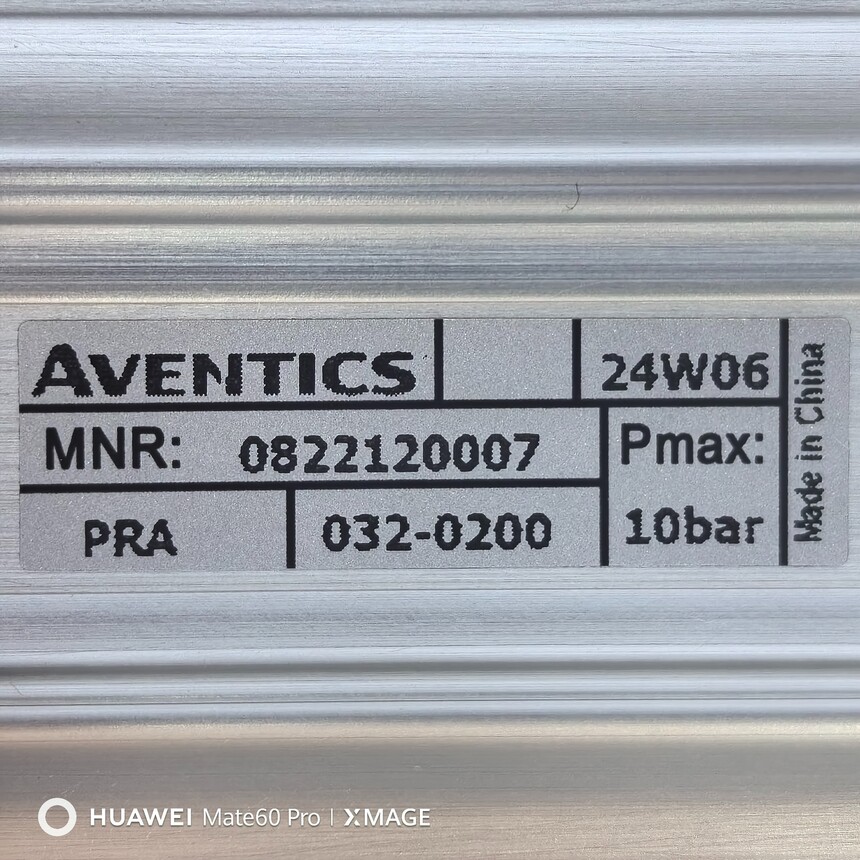 AVENTICS
24W06
MNR: 0822120007
Pmax:
10bar
PRA
032-0200
Made in China
HUAWEI Mate60 Pro | XMAGE